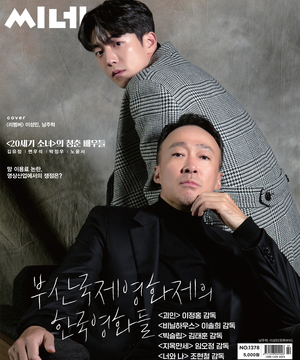 씨네
cover
<리멤버> 이성민, 남주혁
<20세기 소녀>의 청춘 배우들
김유정 | 변우석 | 박정우 | 노윤서
망 이용료 논란,
영상산업에서의 쟁점은?
부산국제영화제의
한국영화들
<괴인> 이정홍 감독
<비닐하우스> 이솔희 감독
<빅슬립> 김태훈 감독
<지옥만세> 임오정 감독
<너와 나> 조현철 감독
NO.1378
5,000원